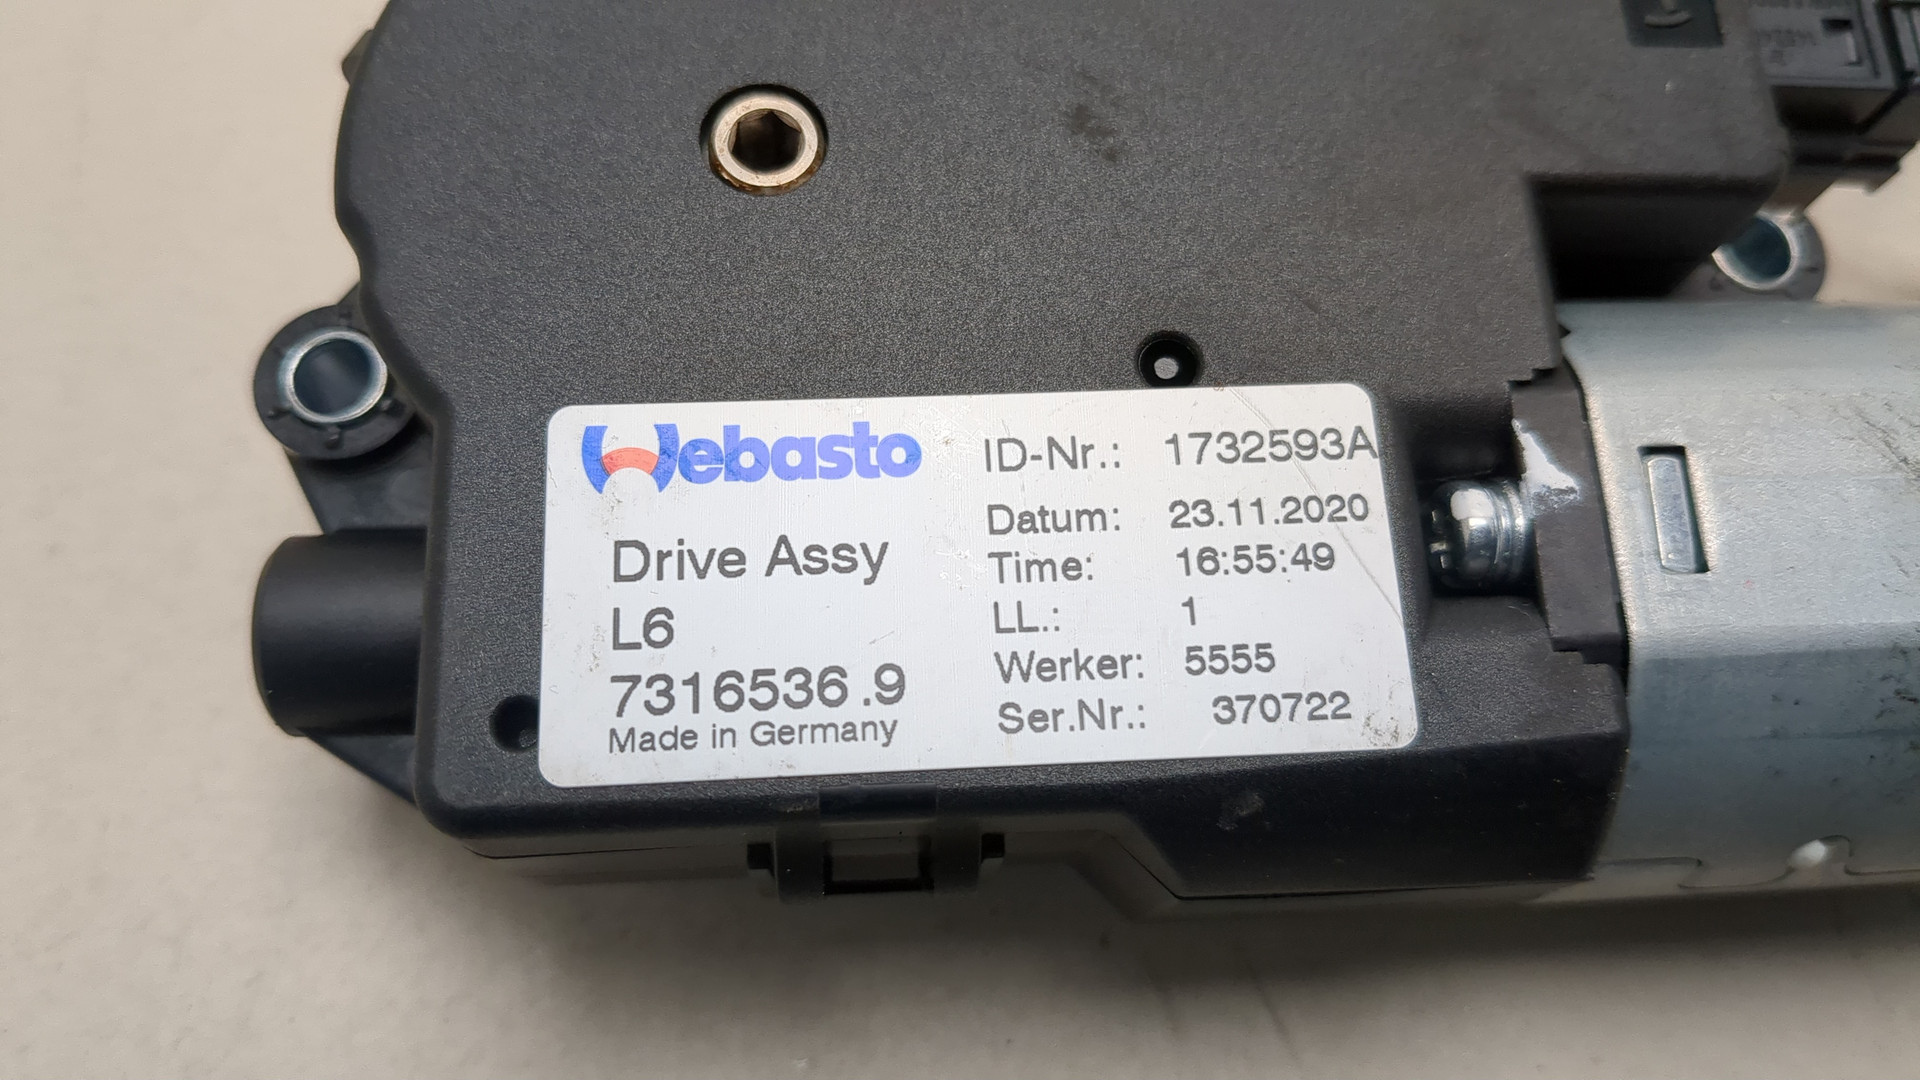 Webasto
Drive Assy
L6
7316536.9
Made in Germany
ID-Nr.: 1732593A
Datum: 23.11.2020
Time: 16:55:49
LL.: 1
Werker: 5555
Ser.Nr.: 370722